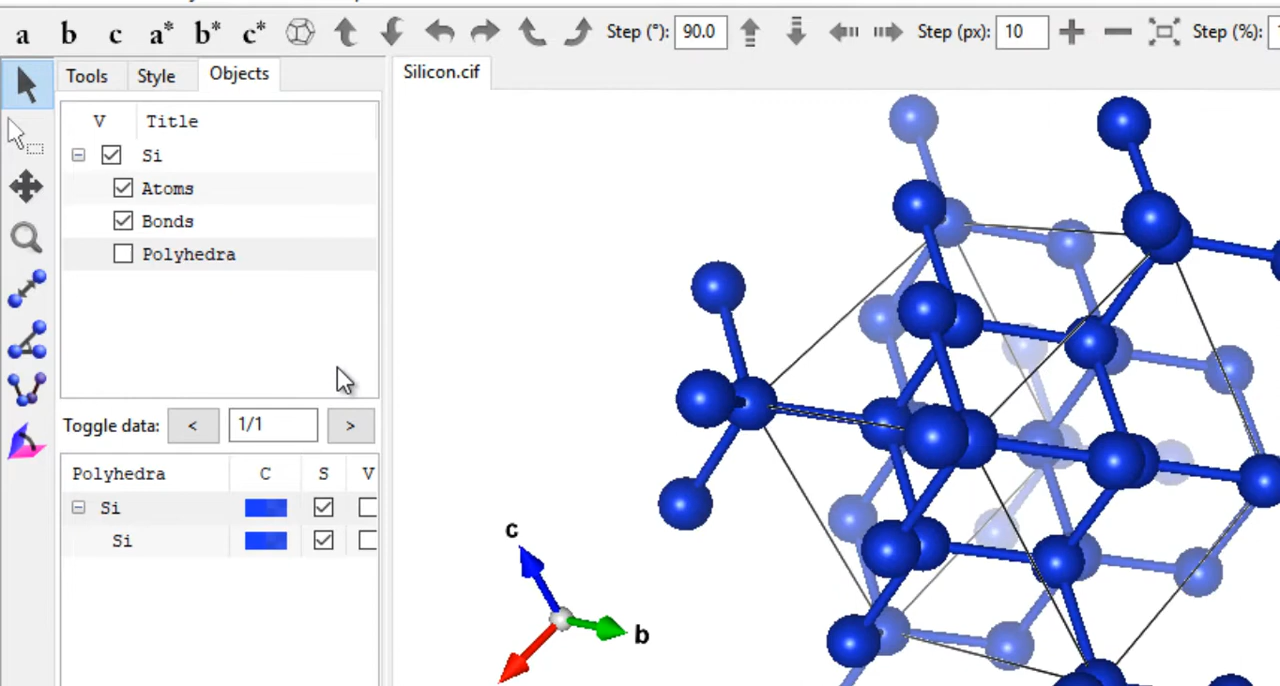 a b c a* b* c* Step (°): 90.0 Step (px): 10 Step (%):
Tools Style Objects
Silicon.cif
V Title
Si
Atoms
Bonds
Polyhedra
Toggle data: < 1/1 >
Polyhedra C S V
Si
Si
c
b